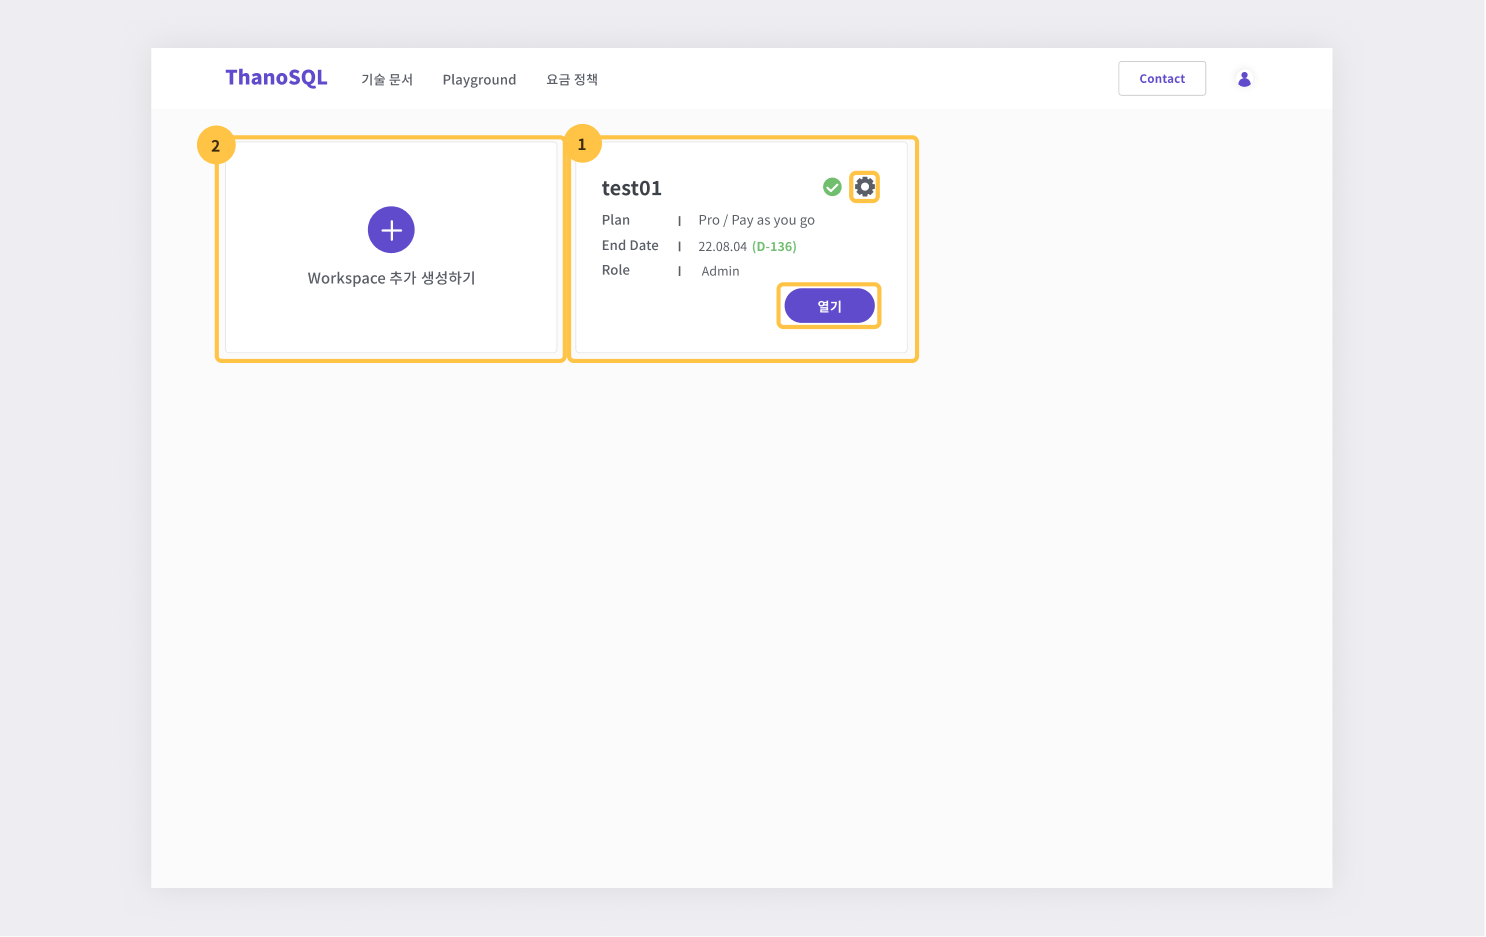 ThanoSQL 기술 문서 Playground 요금 정책 Contact
2
Workspace 추가 생성하기
1
test01
Plan Pro / Pay as you go
End Date 22.08.04 (D-136)
Role Admin
열기